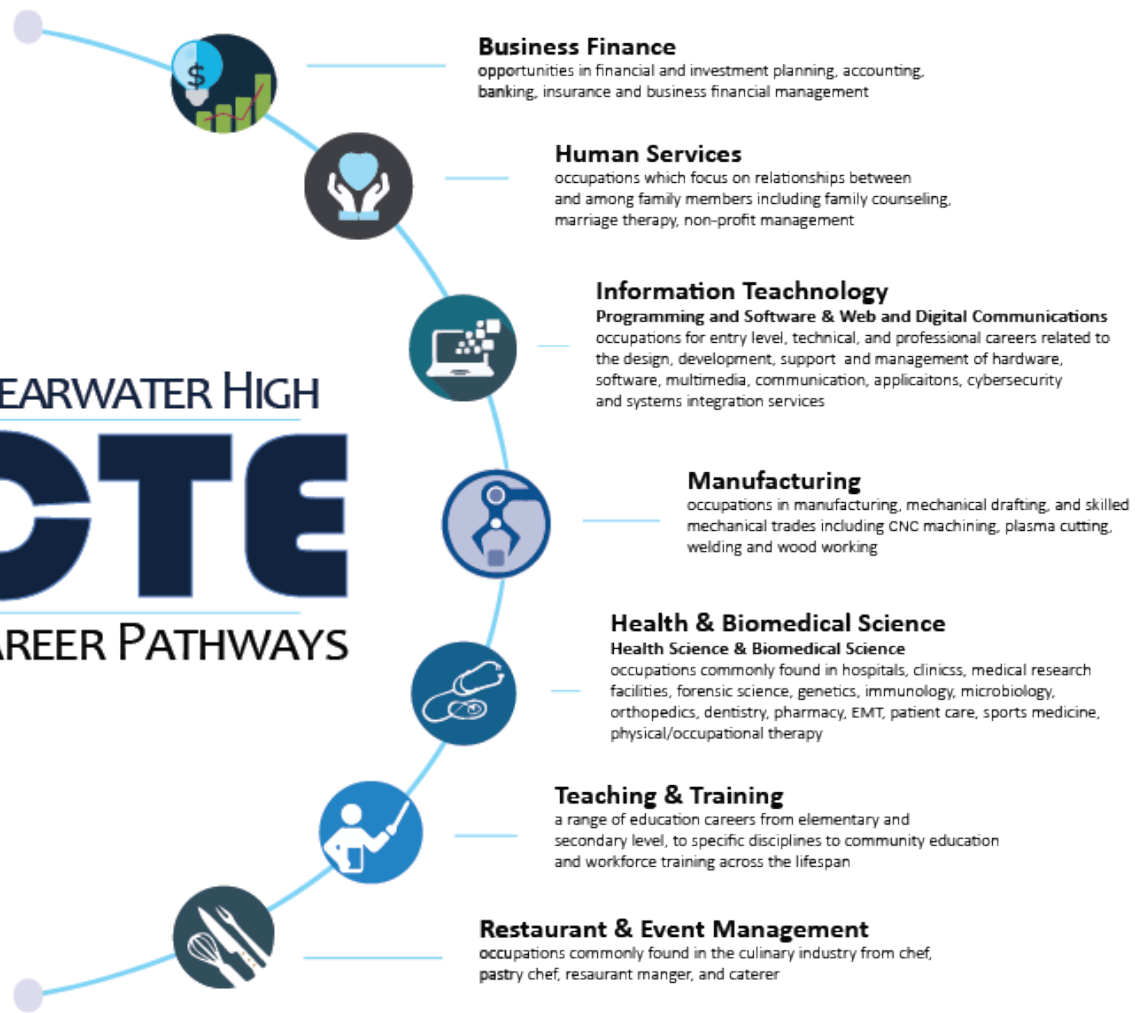 Business Finance
opportunities in financial and investment planning, accounting,
banking, insurance and business financial management
Human Services
occupations which focus on relationships between
and among family members including family counseling,
marriage therapy, non-profit management
Information Teachnology
Programming and Software & Web and Digital Communications
occupations for entry level, technical, and professional careers related to
the design, development, support and management of hardware,
software, multimedia, communication, applicaitons, cybersecurity
and systems integration services
EARWATER HIGH
CTE
AREER PATHWAYS
Manufacturing
occupations in manufacturing, mechanical drafting, and skilled
mechanical trades including CNC machining, plasma cutting,
welding and wood working
Health & Biomedical Science
Health Science & Biomedical Science
occupations commonly found in hospitals, clinicss, medical research
facilities, forensic science, genetics, immunology, microbiology,
orthopedics, dentistry, pharmacy, EMT, patient care, sports medicine,
physical/occupational therapy
Teaching & Training
a range of education careers from elementary and
secondary level, to specific disciplines to community education
and workforce training across the lifespan
Restaurant & Event Management
occupations commonly found in the culinary industry from chef,
pastry chef, resaurant manger, and caterer
$